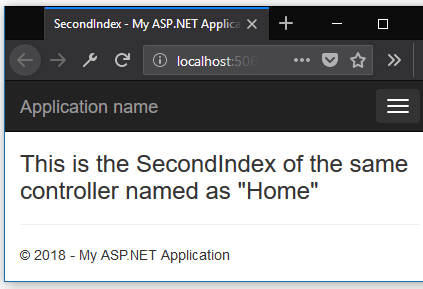 SecondIndex - My ASP.NET Applica
localhost:506
Application name
This is the SecondIndex of the same
controller named as "Home"
© 2018 - My ASP.NET Application